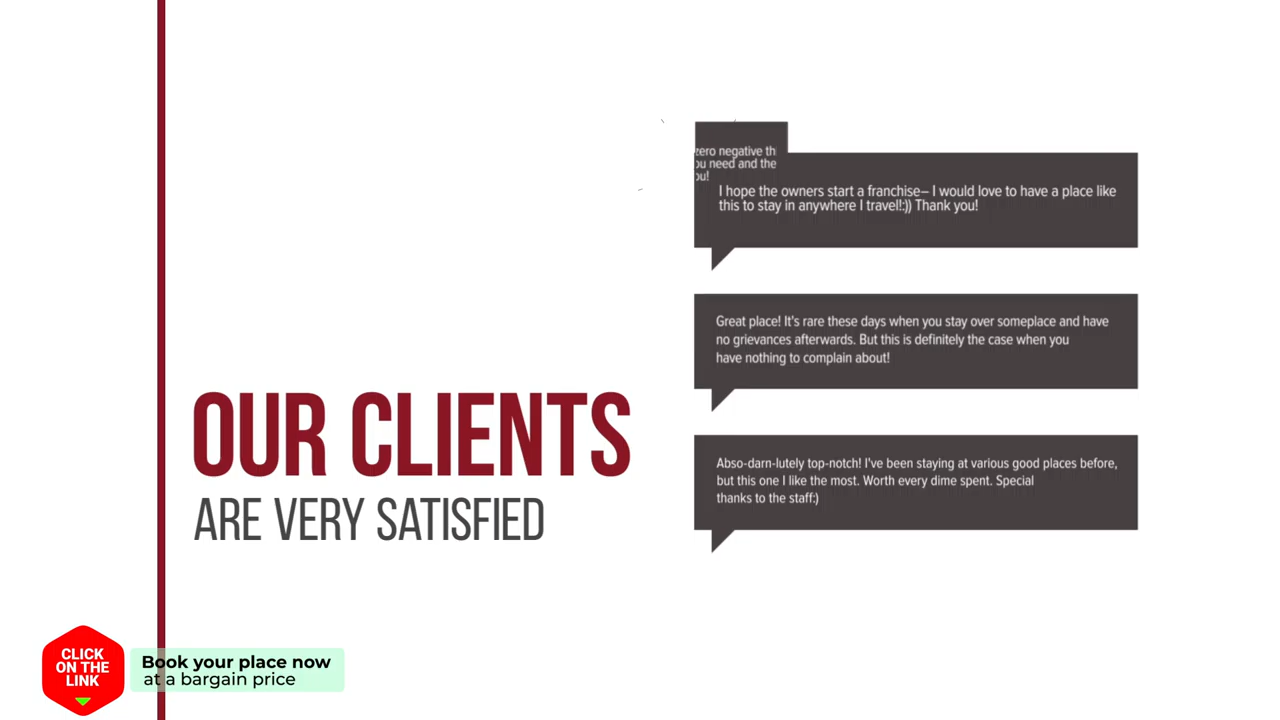 OUR CLIENTS
ARE VERY SATISFIED
zero negative
need and the
I hope the owners start a franchise– I would love to have a place like
this to stay in anywhere I travel!:)) Thank you!
Great place! It's rare these days when you stay over someplace and have
no grievances afterwards. But this is definitely the case when you
have nothing to complain about!
Abso-darn-lutely top-notch! I've been staying at various good places before,
but this one I like the most. Worth every dime spent. Special
thanks to the staff:)
CLICK
ON THE
LINK
Book your place now
at a bargain price